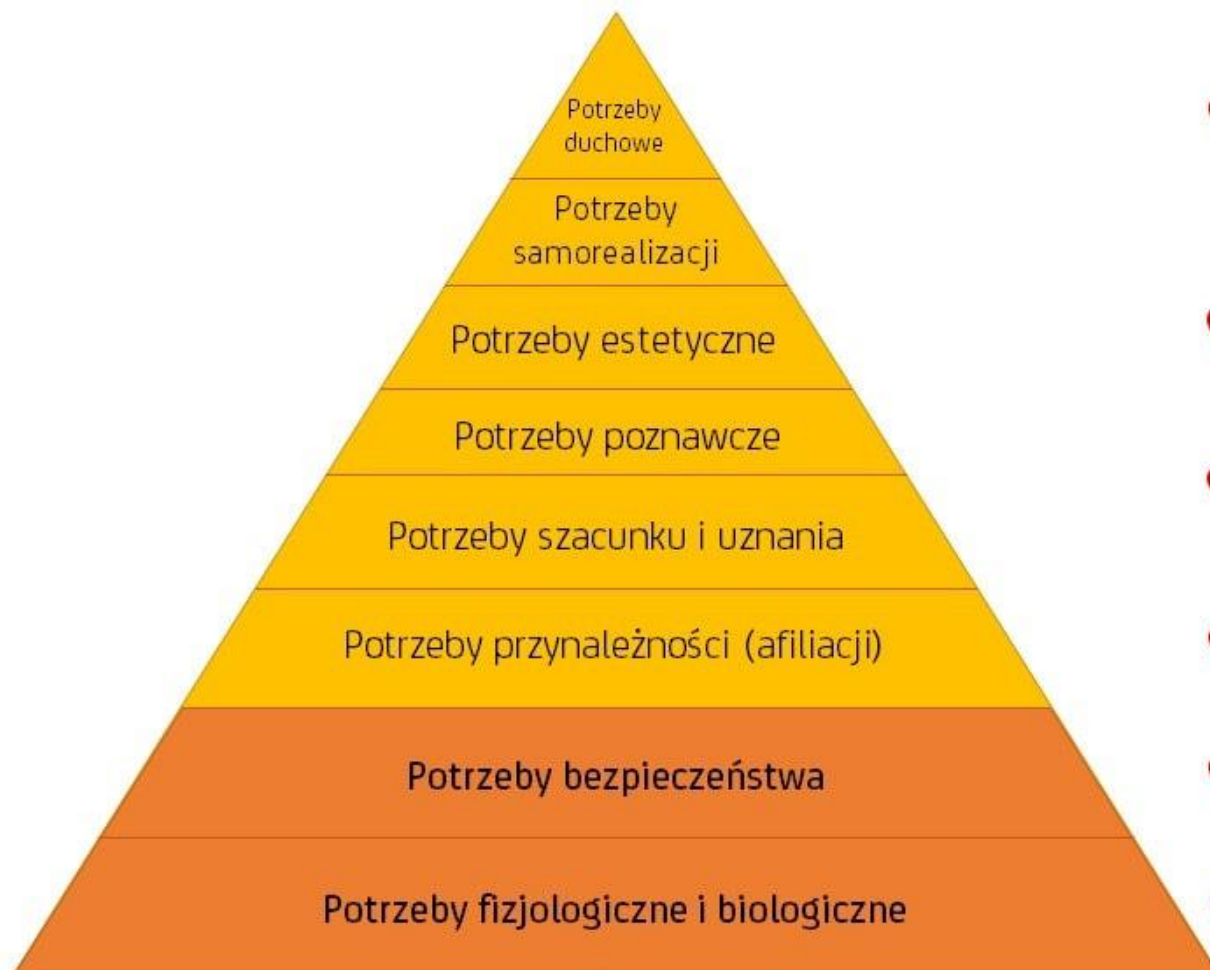 Potrzeby
duchowe
Potrzeby
samorealizacji
Potrzeby estetyczne
Potrzeby poznawcze
Potrzeby szacunku i uznania
Potrzeby przynależności (afiliacji)
Potrzeby bezpieczeństwa
Potrzeby fizjologiczne i biologiczne